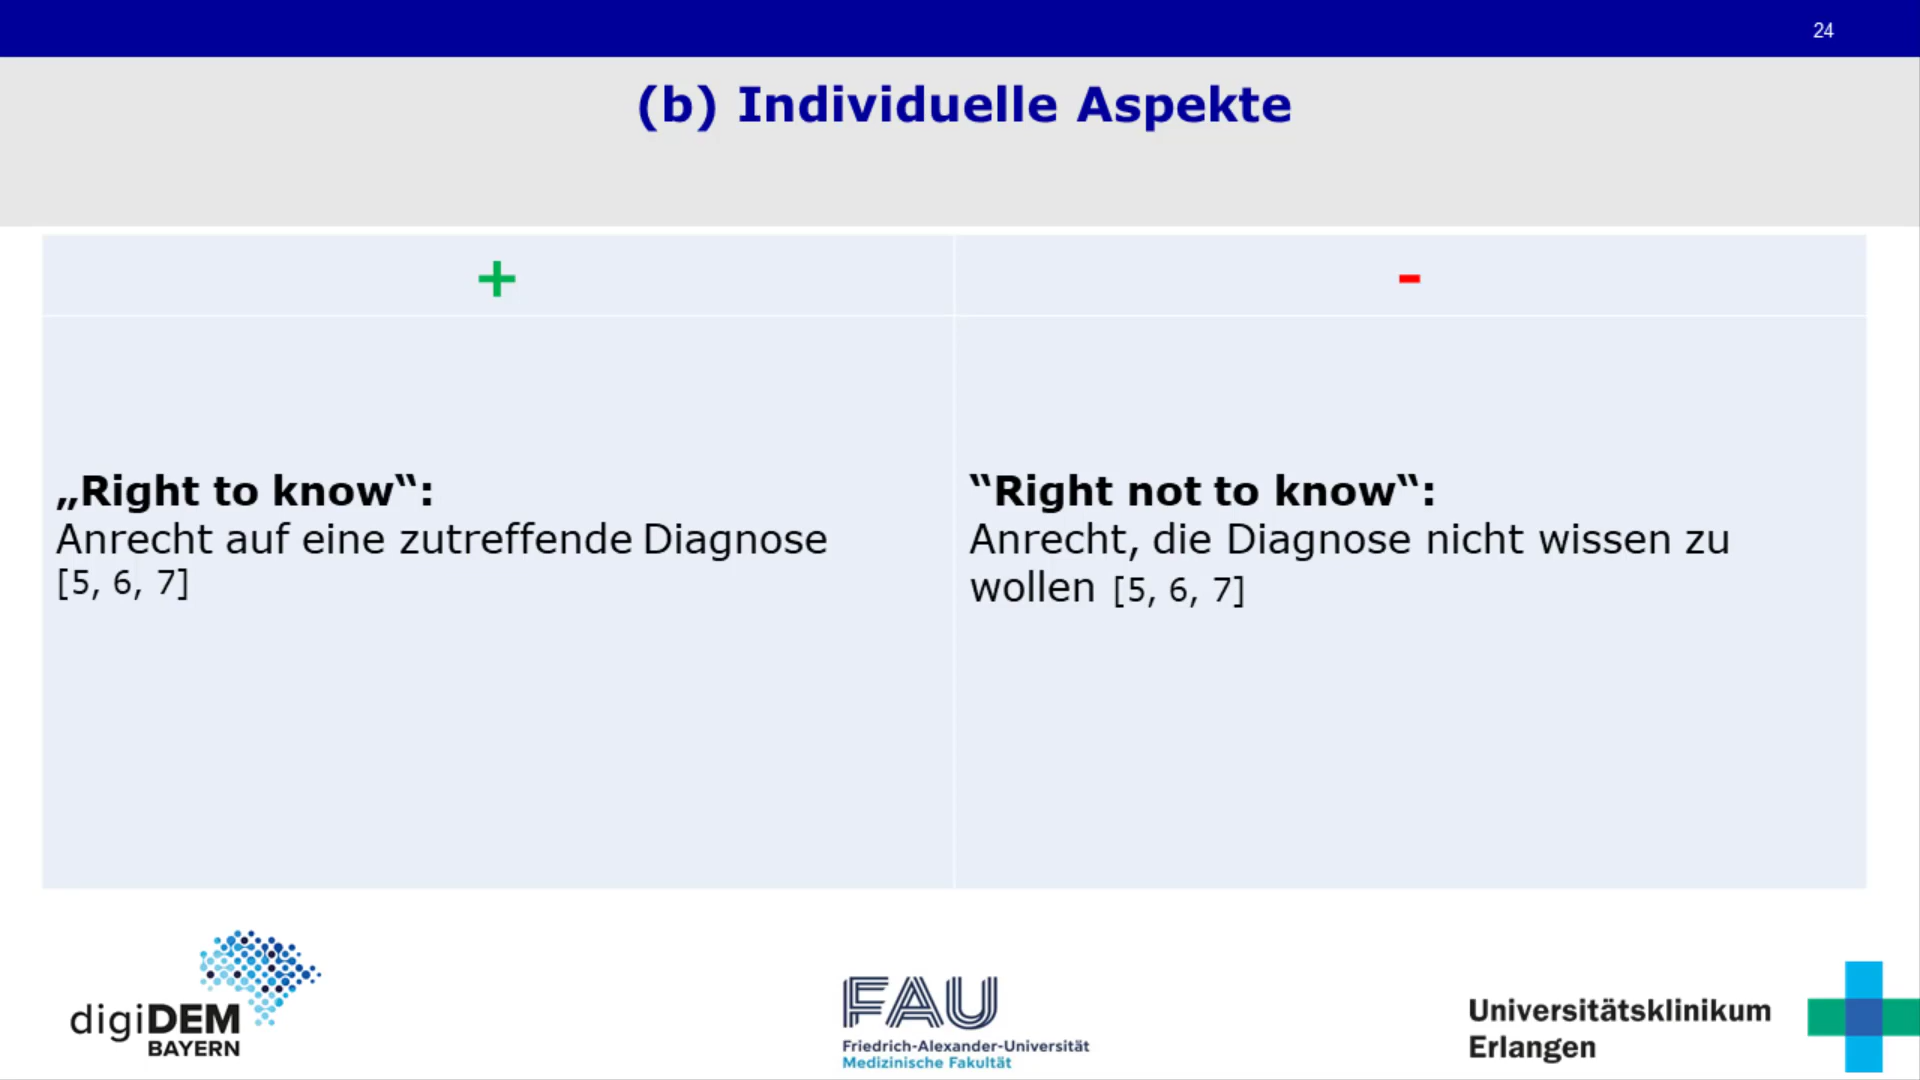 24
(b) Individuelle Aspekte
+
-
„Right to know“:
Anrecht auf eine zutreffende Diagnose
[5, 6, 7]
“Right not to know“:
Anrecht, die Diagnose nicht wissen zu
wollen [5, 6, 7]
digiDEM
BAYERN
FAU
Friedrich-Alexander-Universität
Medizinische Fakultät
Universitätsklinikum
Erlangen